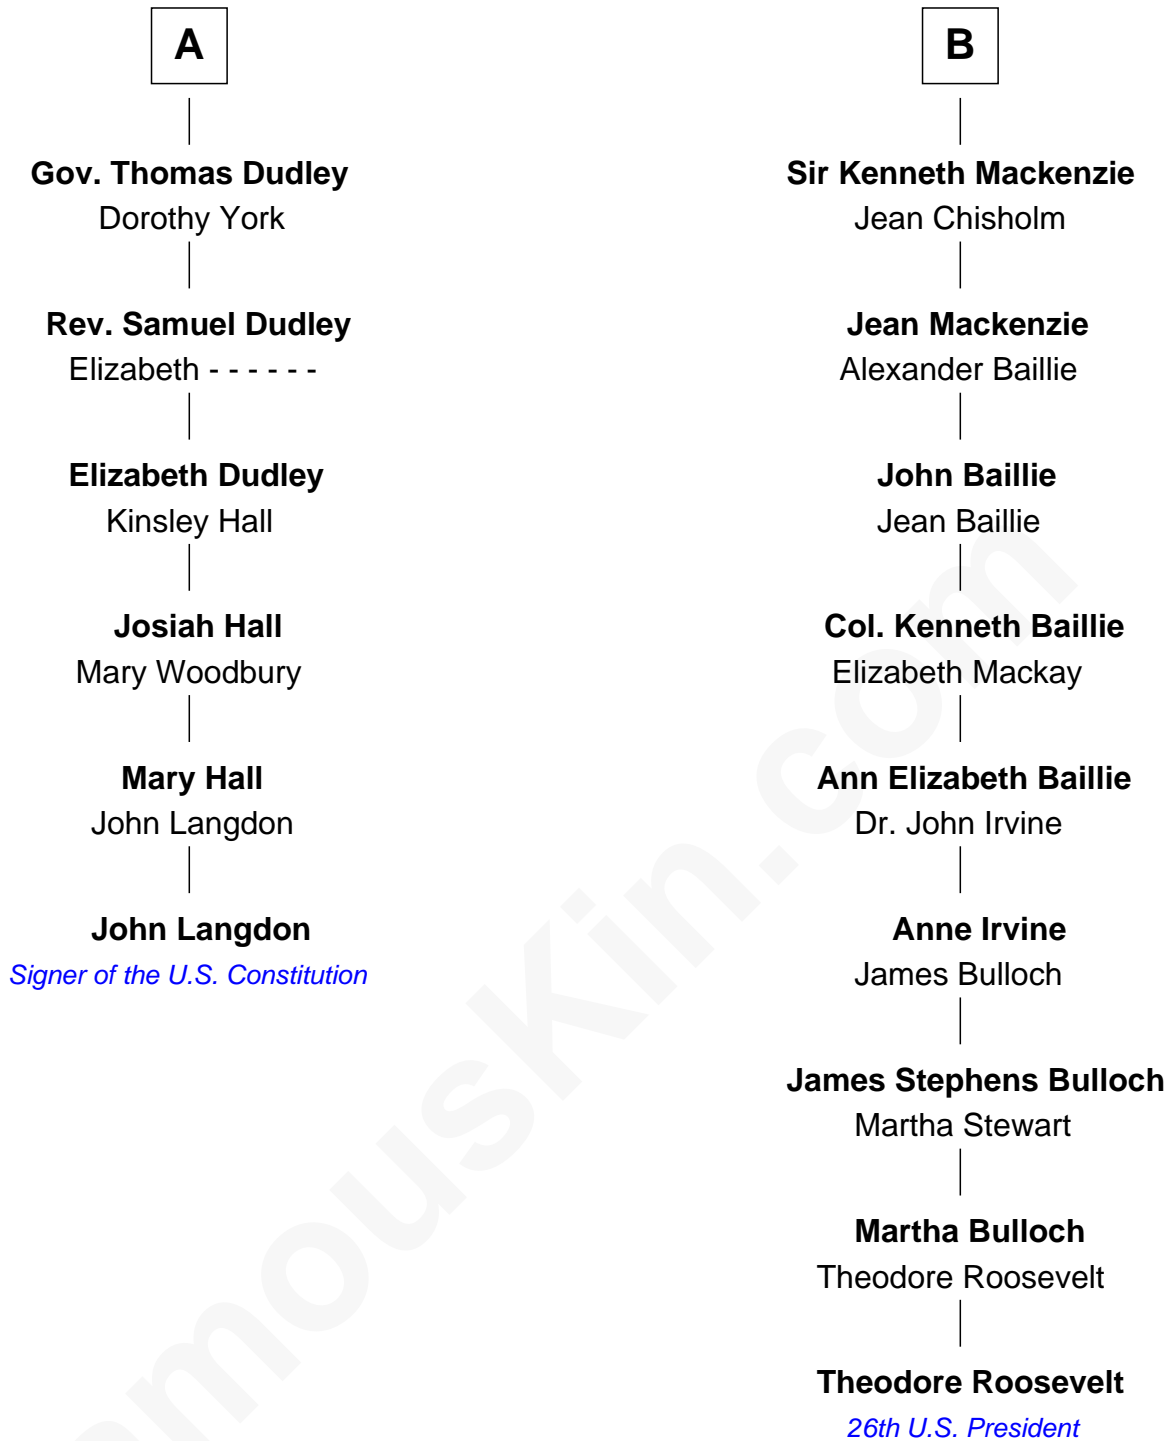 A
Gov. Thomas Dudley
Dorothy York
Rev. Samuel Dudley
Elizabeth - - - - - -
Elizabeth Dudley
Kinsley Hall
Josiah Hall
Mary Woodbury
Mary Hall
John Langdon
John Langdon
Signer of the U.S. Constitution
B
Sir Kenneth Mackenzie
Jean Chisholm
Jean Mackenzie
Alexander Baillie
John Baillie
Jean Baillie
Col. Kenneth Baillie
Elizabeth Mackay
Ann Elizabeth Baillie
Dr. John Irvine
Anne Irvine
James Bulloch
James Stephens Bulloch
Martha Stewart
Martha Bulloch
Theodore Roosevelt
Theodore Roosevelt
26th U.S. President
amousKin.com